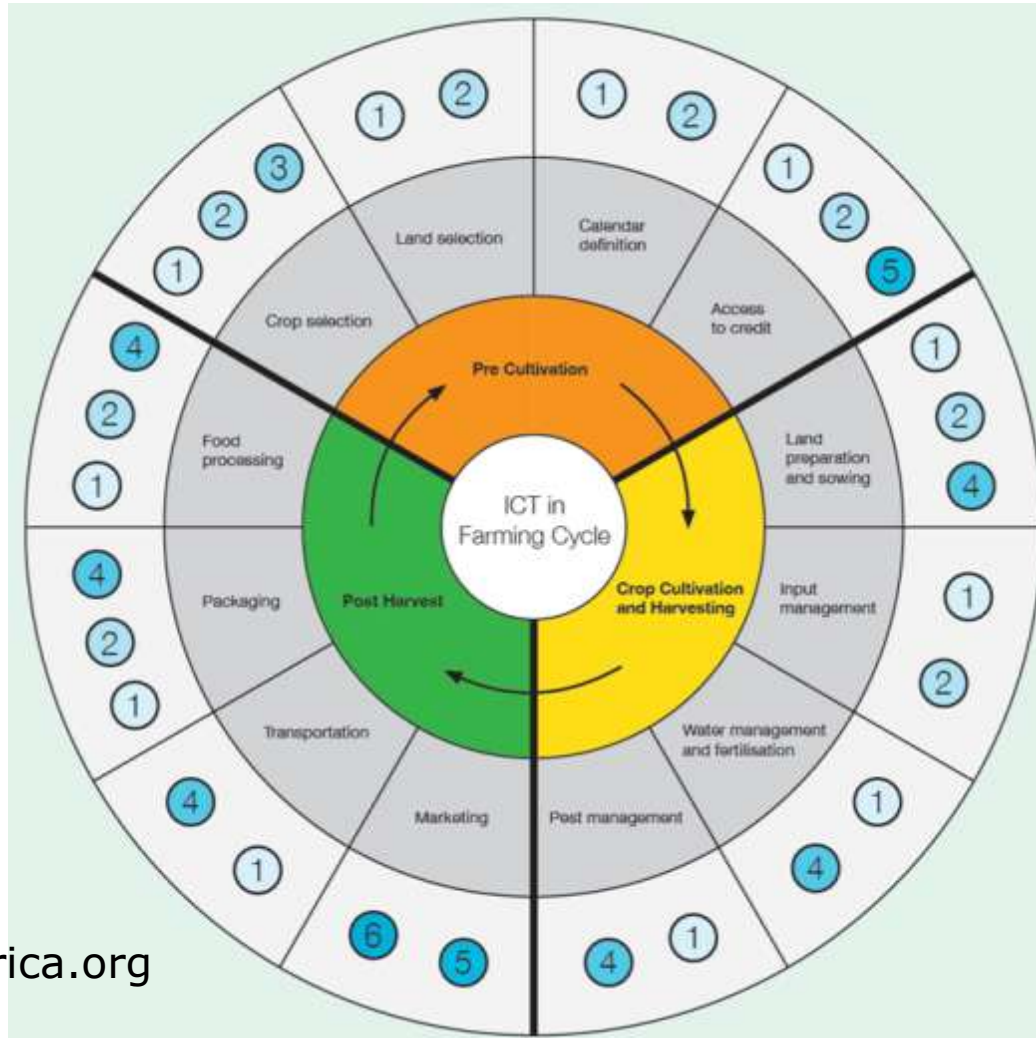 1
2
1
2
1
2
5
1
2
4
1
2
1
4
1
4
5
6
1
4
1
2
4
1
2
4
1
2
3
Land selection
Calendar
definition
Access
to credit
Land
preparation
and sowing
Input
management
Water management
and fertilisation
Pest management
Marketing
Transportation
Packaging
Food
processing
Crop selection
Pre Cultivation
Crop Cultivation
and Harvesting
Post Harvest
ICT in
Farming Cycle
rica.org